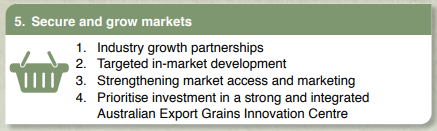 5. Secure and grow markets
1. Industry growth partnerships
2. Targeted in-market development
3. Strengthening market access and marketing
4. Prioritise investment in a strong and integrated
Australian Export Grains Innovation Centre